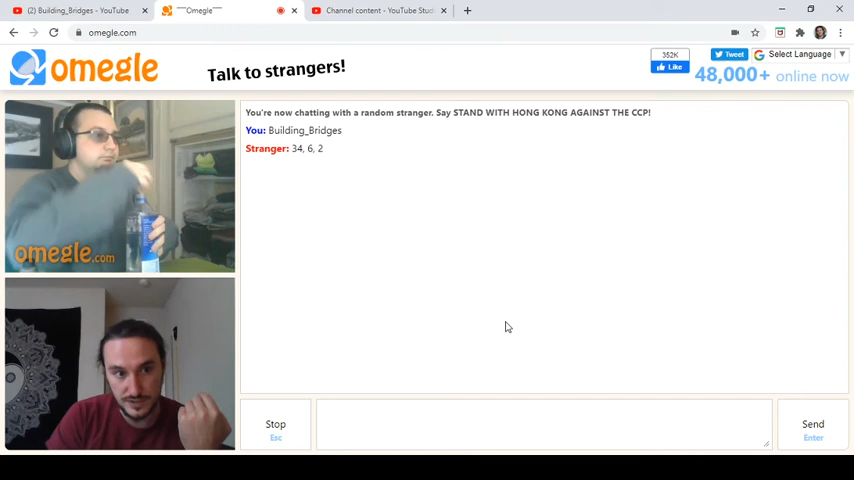 (2) Building_Bridges - YouTube
Omegle
Channel content - YouTube Stud
omegle.com
omegle
Talk to strangers!
352K
Like
Tweet
Select Language
48,000+ online now
You're now chatting with a random stranger. Say STAND WITH HONG KONG AGAINST THE CCP!
You: Building_Bridges
Stranger: 34, 6, 2
omegle.com
Stop
Esc
Send
Enter